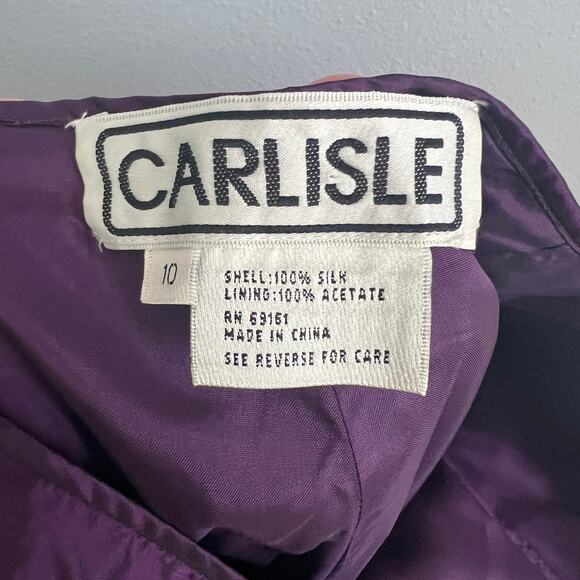 CARLISLE
10
SHELL:100% SILK
LINING:100% ACETATE
RN 69161
MADE IN CHINA
SEE REVERSE FOR CARE